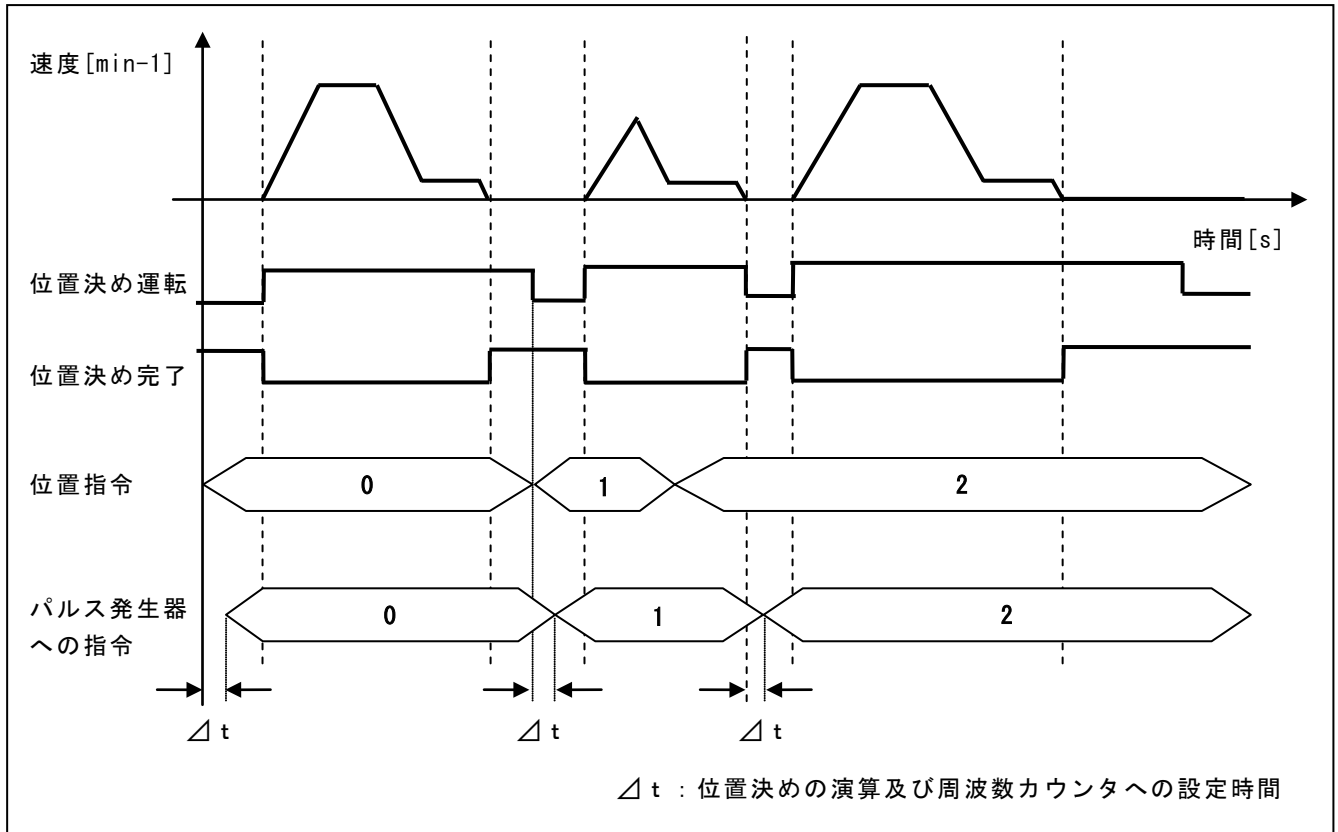 速度[min-1]
時間[s]
位置決め運転
位置決め完了
位置指令
0
1
2
パルス発生器
への指令
0
1
2
⊿t
⊿t
⊿t
⊿t：位置決めの演算及び周波数カウンタへの設定時間